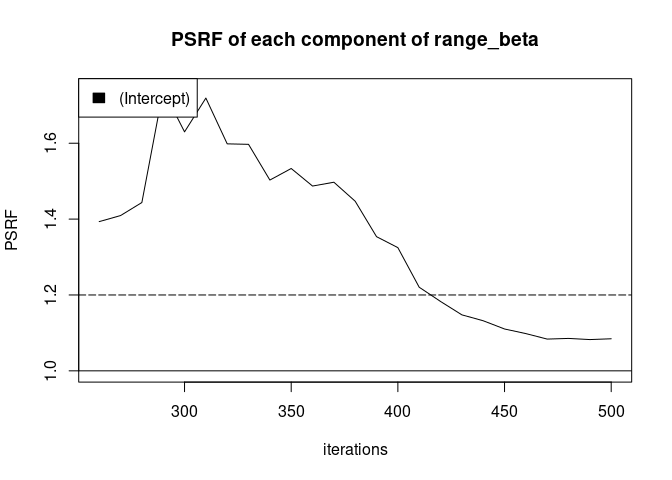 PSRF of each component of range_beta
(Intercept)
PSRF
1.6
1.4
1.2
1.0
300 350 400 450 500
iterations